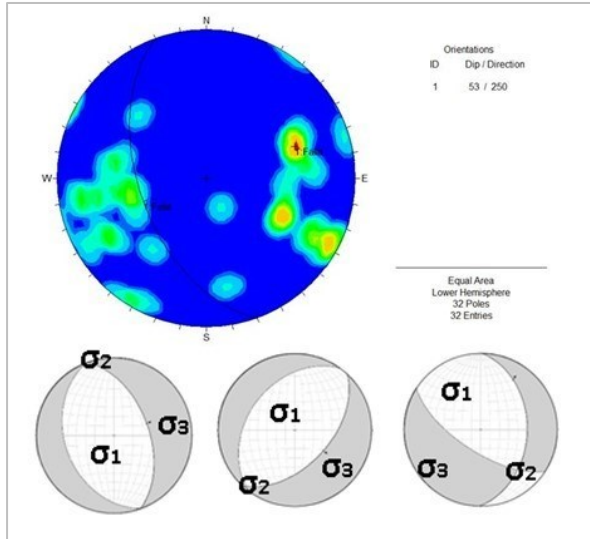 N
Orientations
ID Dip / Direction
1 53 / 250
W
E
S
Equal Area
Lower Hemisphere
32 Poles
32 Entries
σ2
σ3
σ1
σ1
σ3
σ2
σ1
σ3
σ2